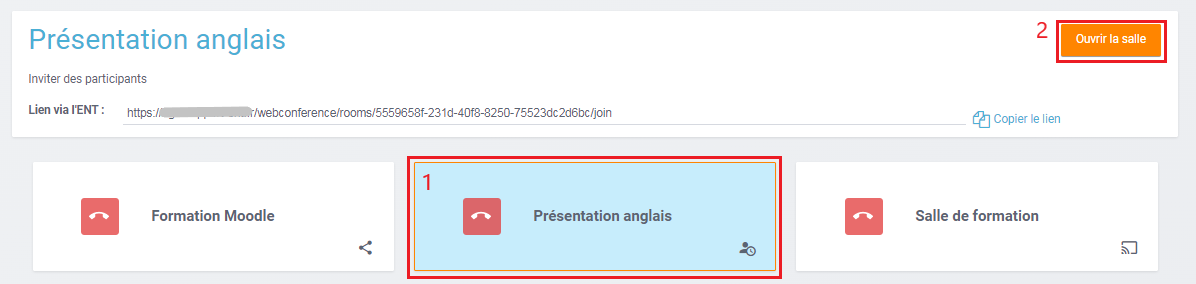 Présentation anglais
2
Ouvrir la salle
Inviter des participants
Lien via l'ENT :
https:// /webconference/rooms/5559658f-231d-40f8-8250-75523dc2d6bc/join
Copier le lien
1
Formation Moodle
Présentation anglais
Salle de formation